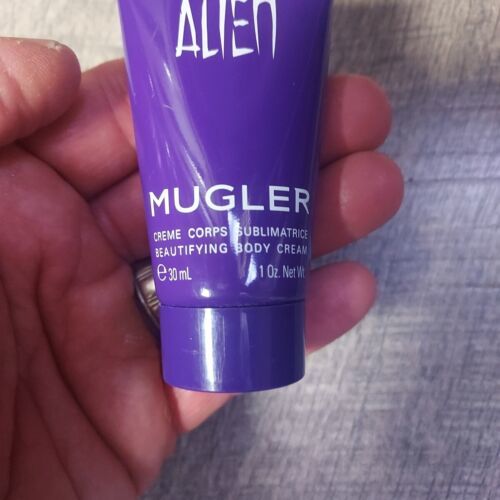 ALIEN
MUGLER
CREME CORPS SUBLIMATRICE
BEAUTIFYING BODY CREAM
℮ 30 mL 1 Oz. Net Wt.